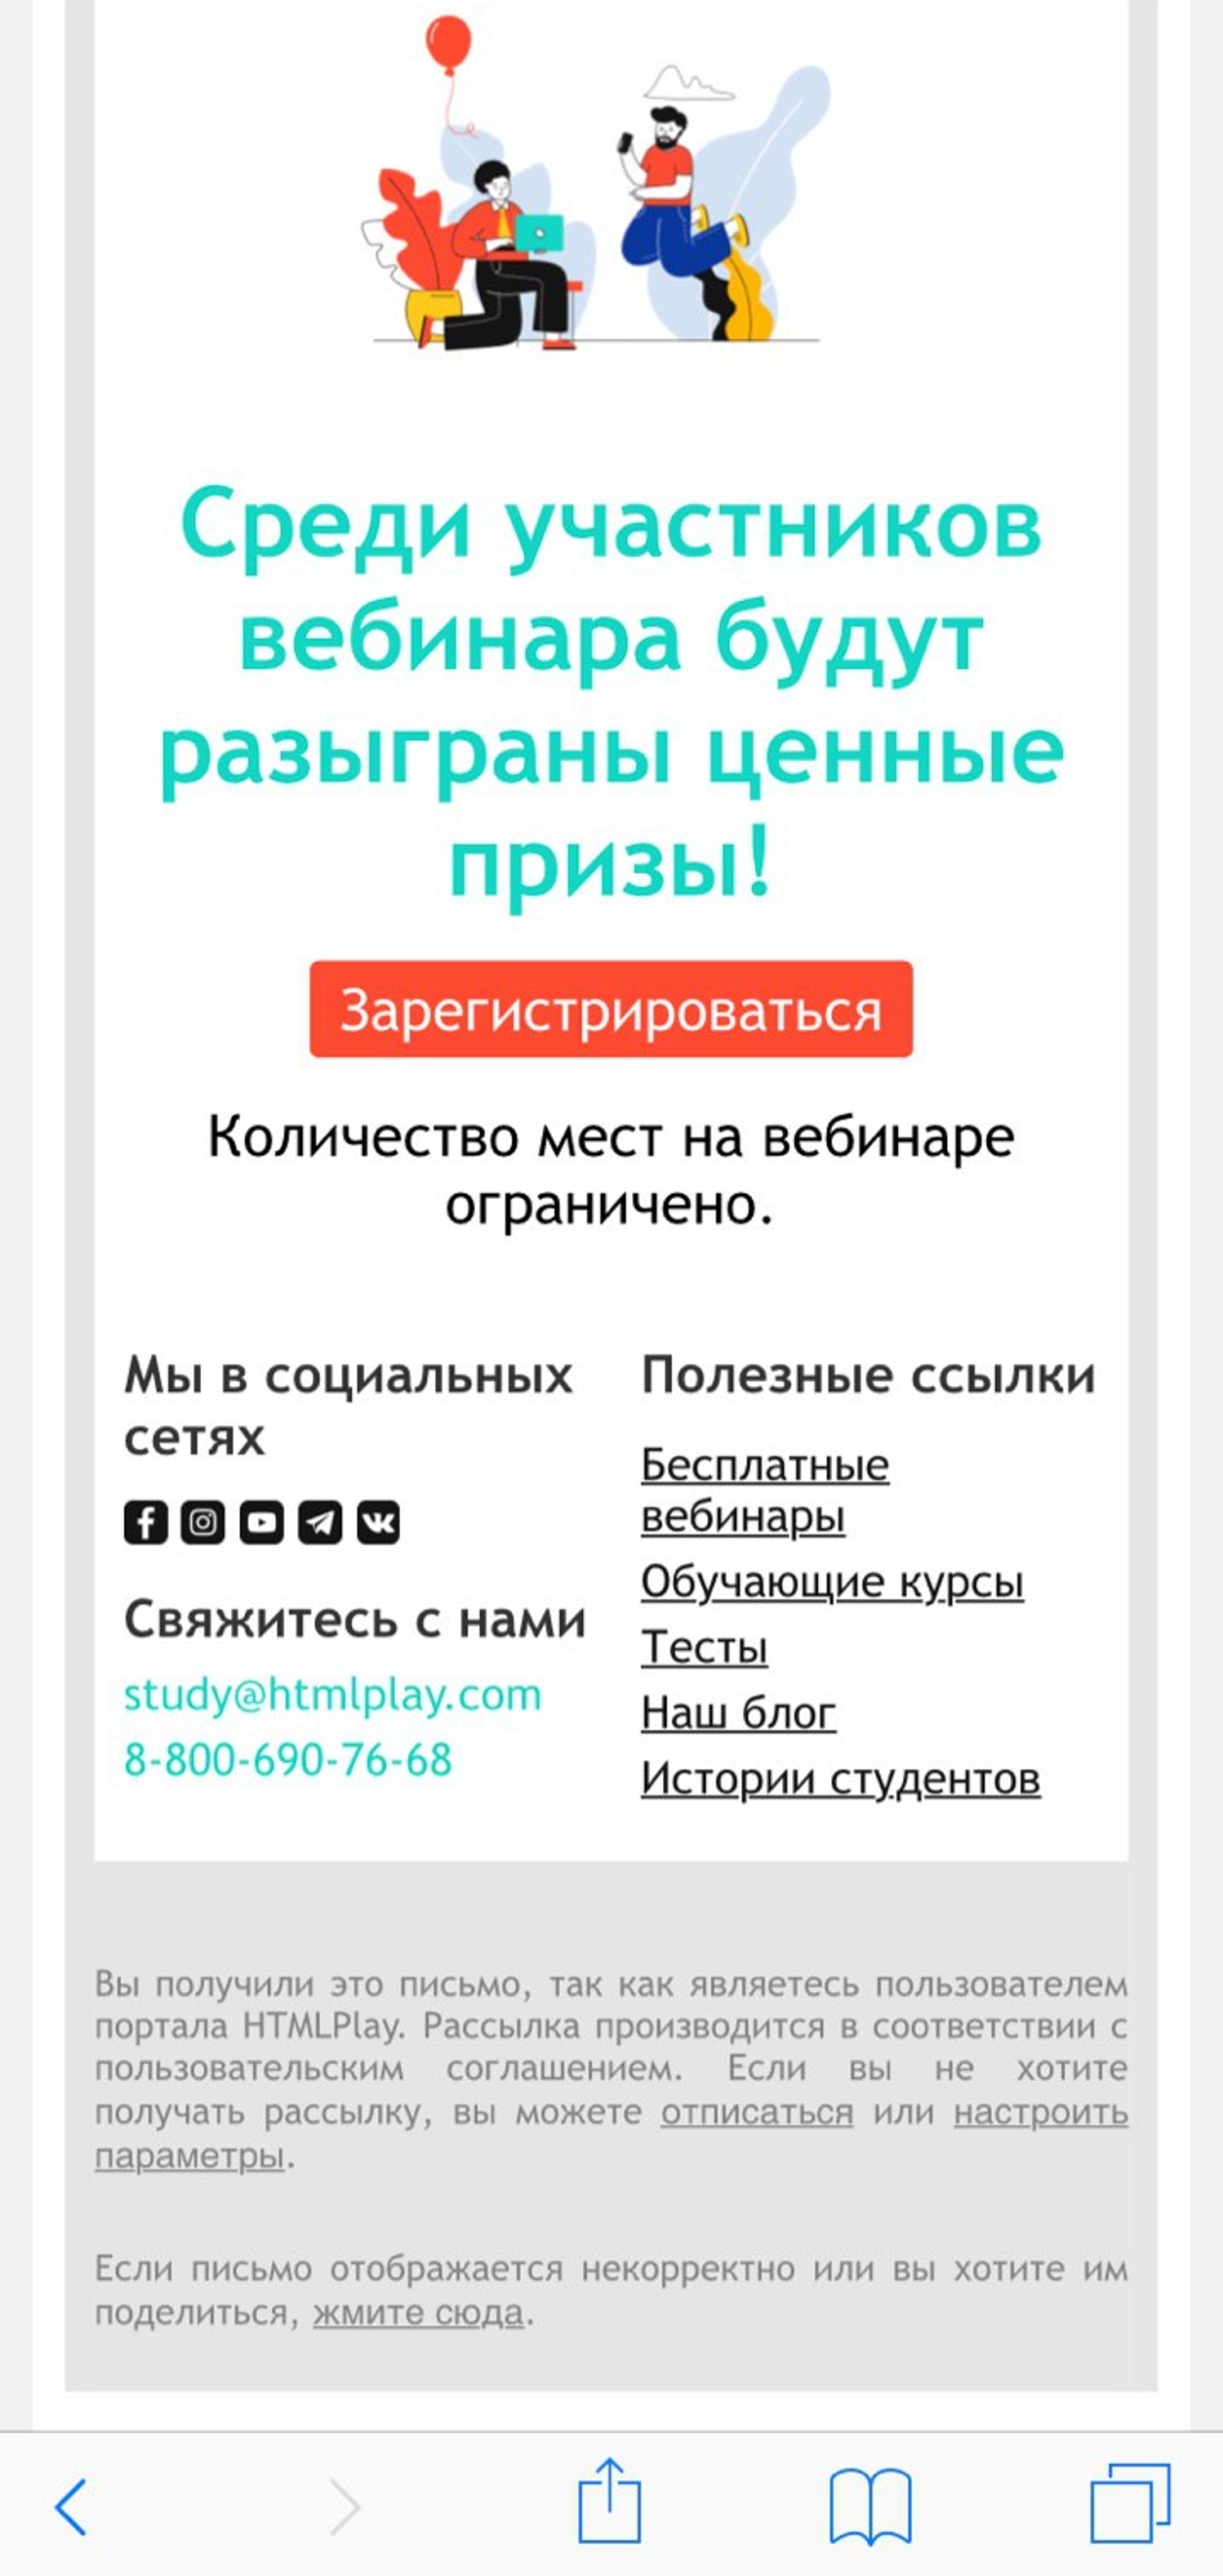 Среди участников
вебинара будут
разыграны ценные
призы!
Зарегистрироваться
Количество мест на вебинаре
ограничено.
Мы в социальных
сетях
Свяжитесь с нами
study@htmlplay.com
8-800-690-76-68
Полезные ссылки
Бесплатные
вебинары
Обучающие курсы
Тесты
Наш блог
Истории студентов
Вы получили это письмо, так как являетесь пользователем
портала HTMLPlay. Рассылка производится в соответствии с
пользовательским соглашением. Если вы не хотите
получать рассылку, вы можете отписаться или настроить
параметры.
Если письмо отображается некорректно или вы хотите им
поделиться, жмите сюда.